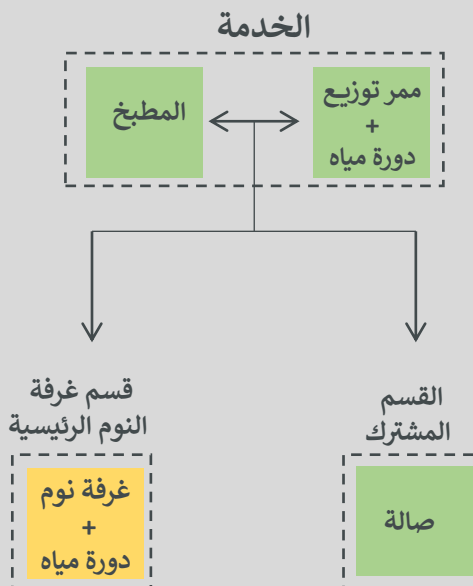 الخدمة
ممر توزيع
+
دورة مياه
المطبخ
القسم
المشترك
صالة
قسم غرفة
النوم الرئيسية
غرفة نوم
+
دورة مياه